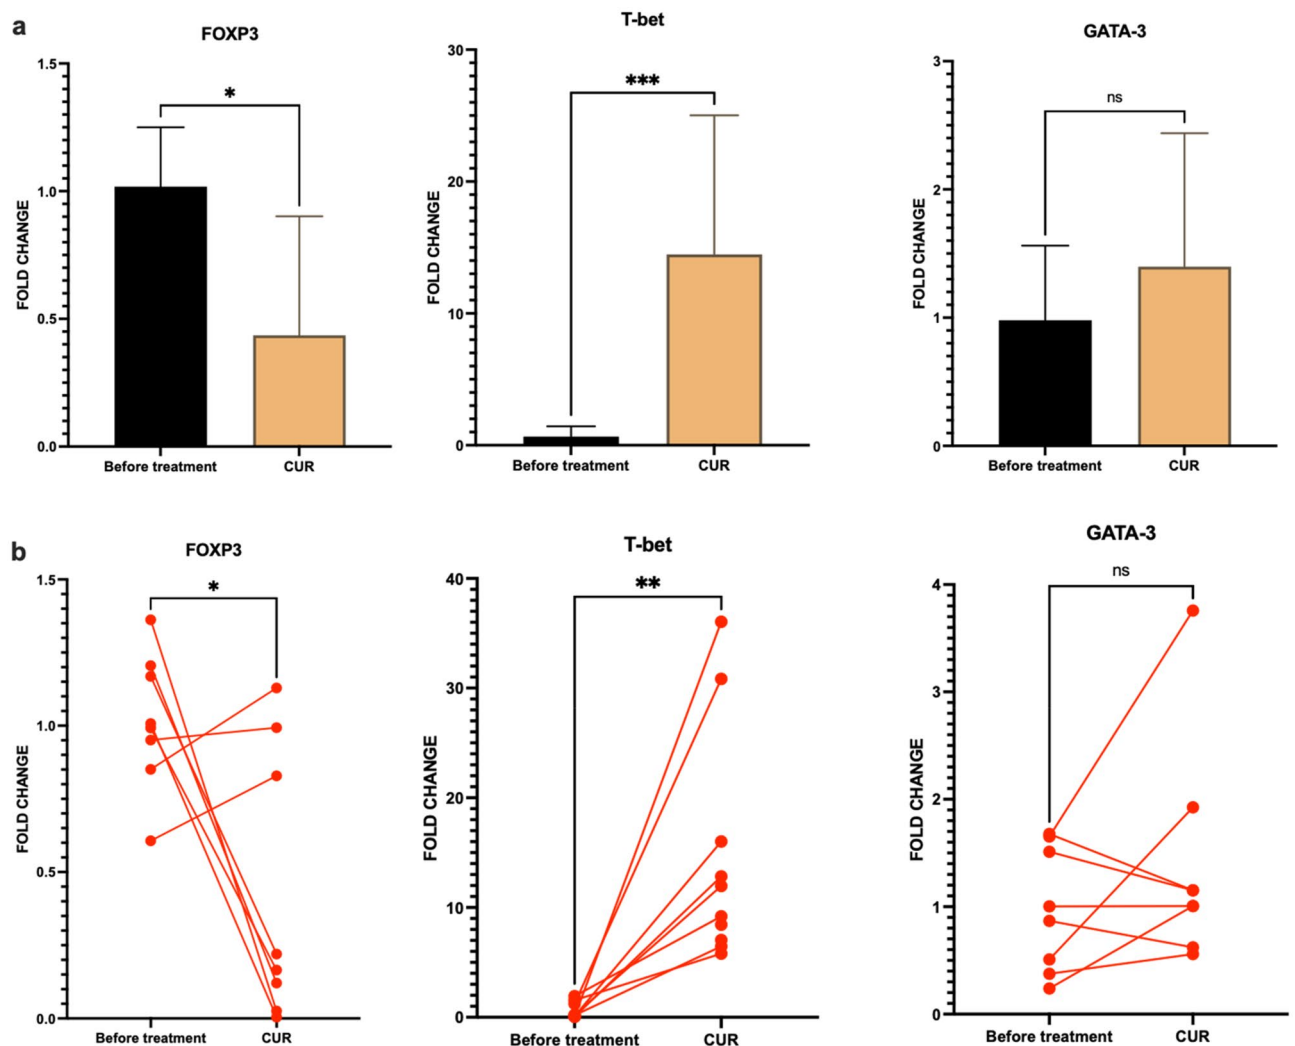 a
FOXP3
FOLD CHANGE
1.5
1.0
0.5
0.0
*
Before treatment
CUR
T-bet
FOLD CHANGE
30
20
10
0
***
Before treatment
CUR
GATA-3
FOLD CHANGE
3
2
1
0
ns
Before treatment
CUR
b
FOXP3
FOLD CHANGE
1.5
1.0
0.5
0.0
*
Before treatment
CUR
T-bet
FOLD CHANGE
40
30
20
10
0
**
Before treatment
CUR
GATA-3
FOLD CHANGE
4
3
2
1
0
ns
Before treatment
CUR